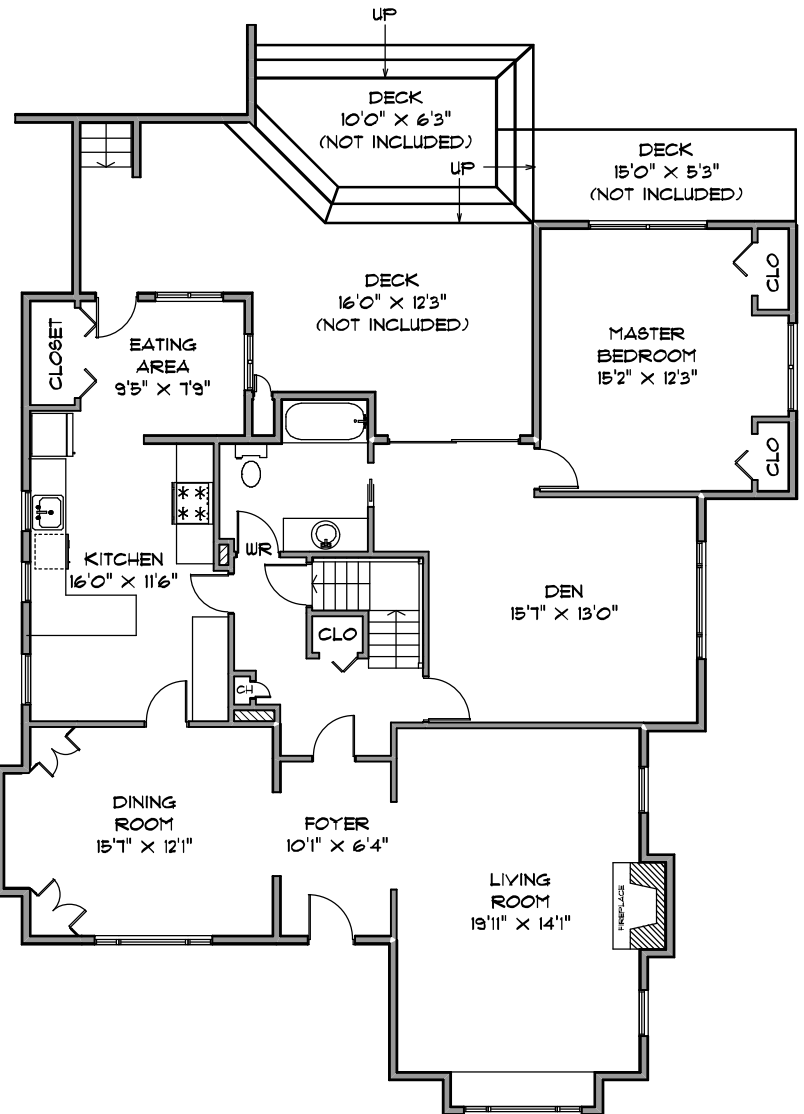 UP
DECK
10'0" X 6'3"
(NOT INCLUDED)
UP
DECK
15'0" X 5'3"
(NOT INCLUDED)
DECK
16'0" X 12'3"
(NOT INCLUDED)
CLO
MASTER
BEDROOM
15'2" X 12'3"
CLO
CLOSET
EATING
AREA
9'5" X 7'9"
KITCHEN
16'0" X 11'6"
WR
CLO
CH
DEN
15'7" X 13'0"
DINING
ROOM
15'7" X 12'1"
FOYER
10'1" X 6'4"
LIVING
ROOM
19'11" X 14'1"
FIREPLACE